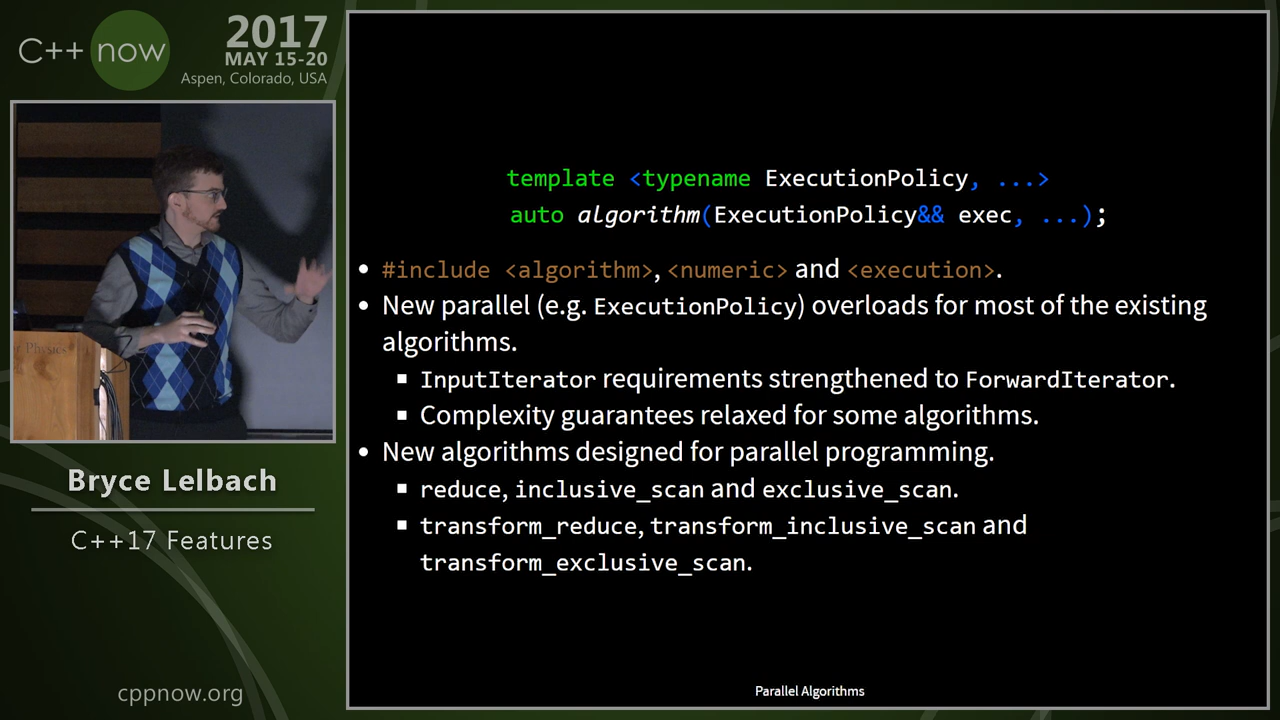 C++ now
2017
MAY 15-20
Aspen, Colorado, USA
template <typename ExecutionPolicy, ...>
auto algorithm(ExecutionPolicy&& exec, ...);
• #include <algorithm>, <numeric> and <execution>.
• New parallel (e.g. ExecutionPolicy) overloads for most of the existing
algorithms.
▪ InputIterator requirements strengthened to ForwardIterator.
▪ Complexity guarantees relaxed for some algorithms.
• New algorithms designed for parallel programming.
▪ reduce, inclusive_scan and exclusive_scan.
▪ transform_reduce, transform_inclusive_scan and
transform_exclusive_scan.
Parallel Algorithms
Physics
Bryce Lelbach
C++17 Features
cppnow.org